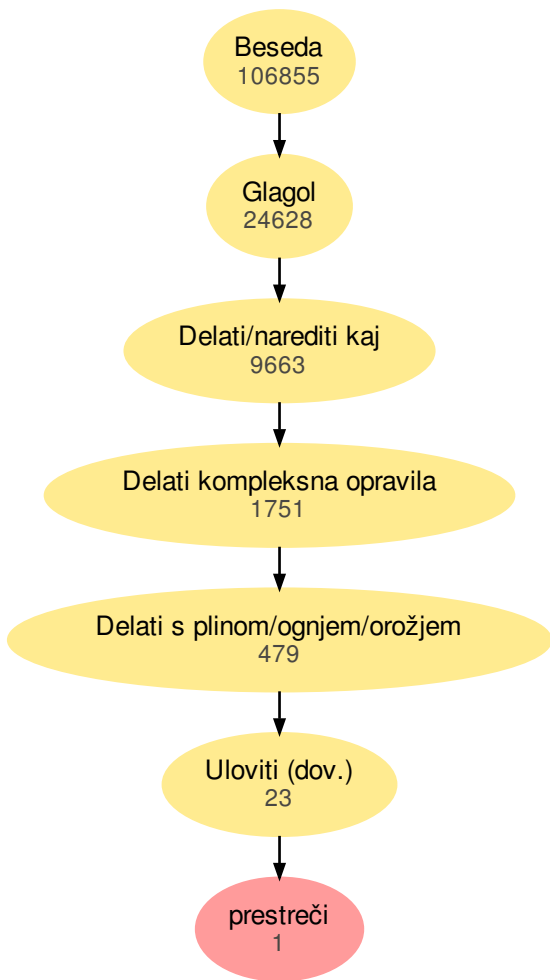 Beseda
106855
Glagol
24628
Delati/narediti kaj
9663
Delati kompleksna opravila
1751
Delati s plinom/ognjem/orožjem
479
Uloviti (dov.)
23
prestreči
1